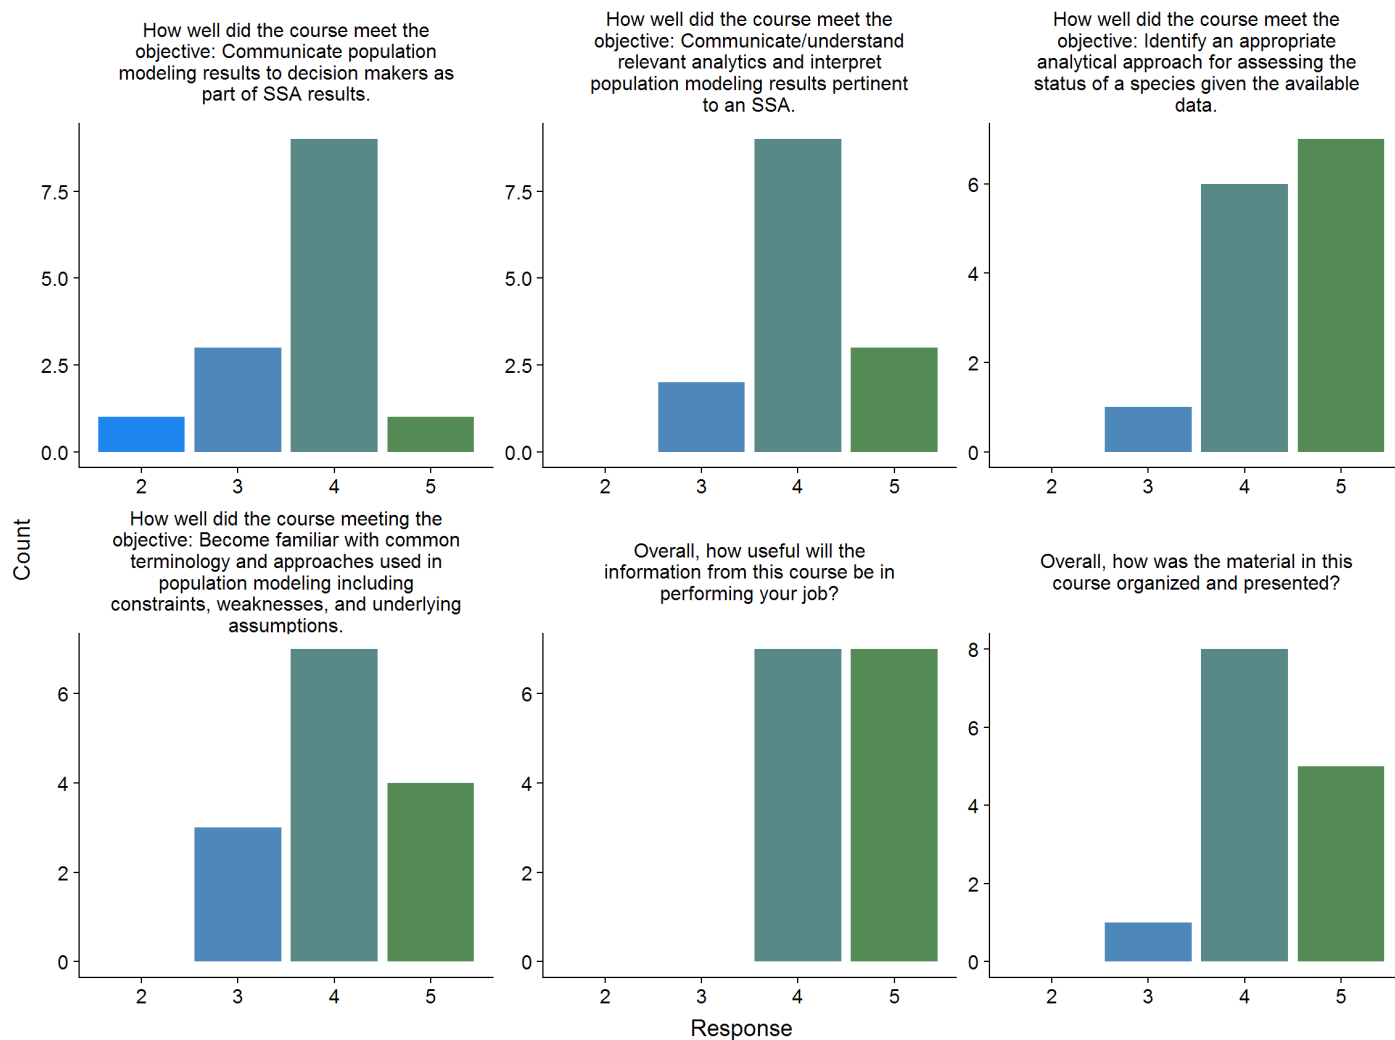 How well did the course meet the
objective: Communicate population
modeling results to decision makers as
part of SSA results.
How well did the course meet the
objective: Communicate/understand
relevant analytics and interpret
population modeling results pertinent
to an SSA.
How well did the course meet the
objective: Identify an appropriate
analytical approach for assessing the
status of a species given the available
data.
7.5
5.0
2.5
0.0
2 3 4 5
7.5
5.0
2.5
0.0
2 3 4 5
6
4
2
0
2 3 4 5
Count
How well did the course meeting the
objective: Become familiar with common
terminology and approaches used in
population modeling including
constraints, weaknesses, and underlying
assumptions.
Overall, how useful will the
information from this course be in
performing your job?
Overall, how was the material in this
course organized and presented?
6
4
2
0
2 3 4 5
6
4
2
0
2 3 4 5
8
6
4
2
0
2 3 4 5
Response